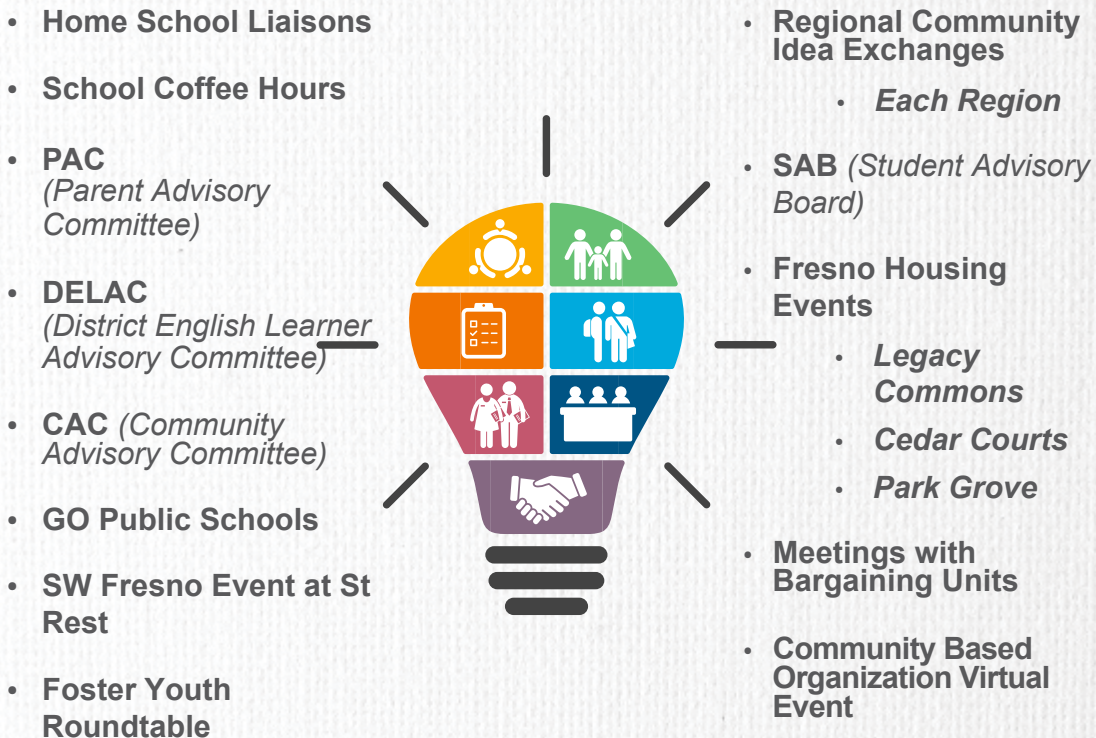 • Home School Liaisons
• School Coffee Hours
• PAC
(Parent Advisory
Committee)
• DELAC
(District English Learner
Advisory Committee)
• CAC (Community
Advisory Committee)
• GO Public Schools
• SW Fresno Event at St
Rest
• Foster Youth
Roundtable
• Regional Community
Idea Exchanges
• Each Region
• SAB (Student Advisory
Board)
• Fresno Housing
Events
• Legacy
Commons
• Cedar Courts
• Park Grove
• Meetings with
Bargaining Units
• Community Based
Organization Virtual
Event